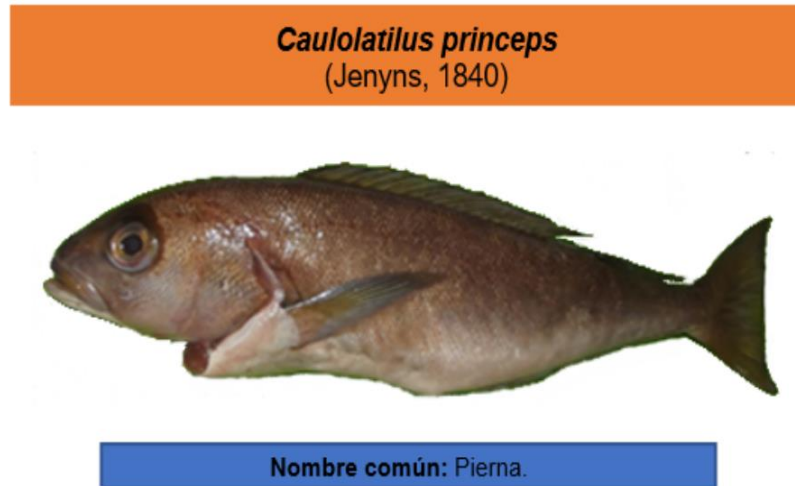 Caulolatilus princeps
(Jenyns, 1840)
Nombre común: Pierna.